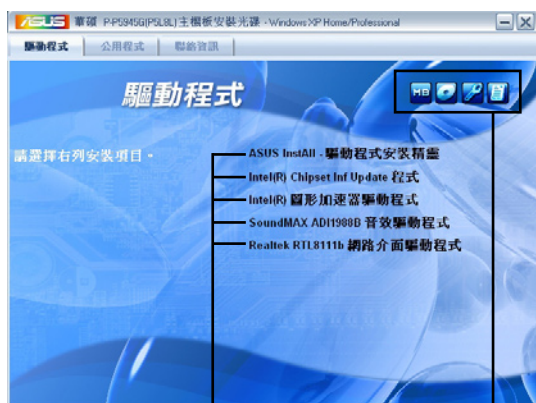 ASUS 華碩 P-P5945G(P5L8L)主機板安裝光碟 - Windows XP Home/Professional
驅動程式 公用程式 聯絡資訊
驅動程式
MB
請選擇右列安裝項目。
ASUS InstAll - 驅動程式安裝精靈
Intel(R) Chipset Inf Update 程式
Intel(R) 圖形加速器驅動程式
SoundMAX ADI1988B 音效驅動程式
Realtek RTL8111b 網路介面驅動程式